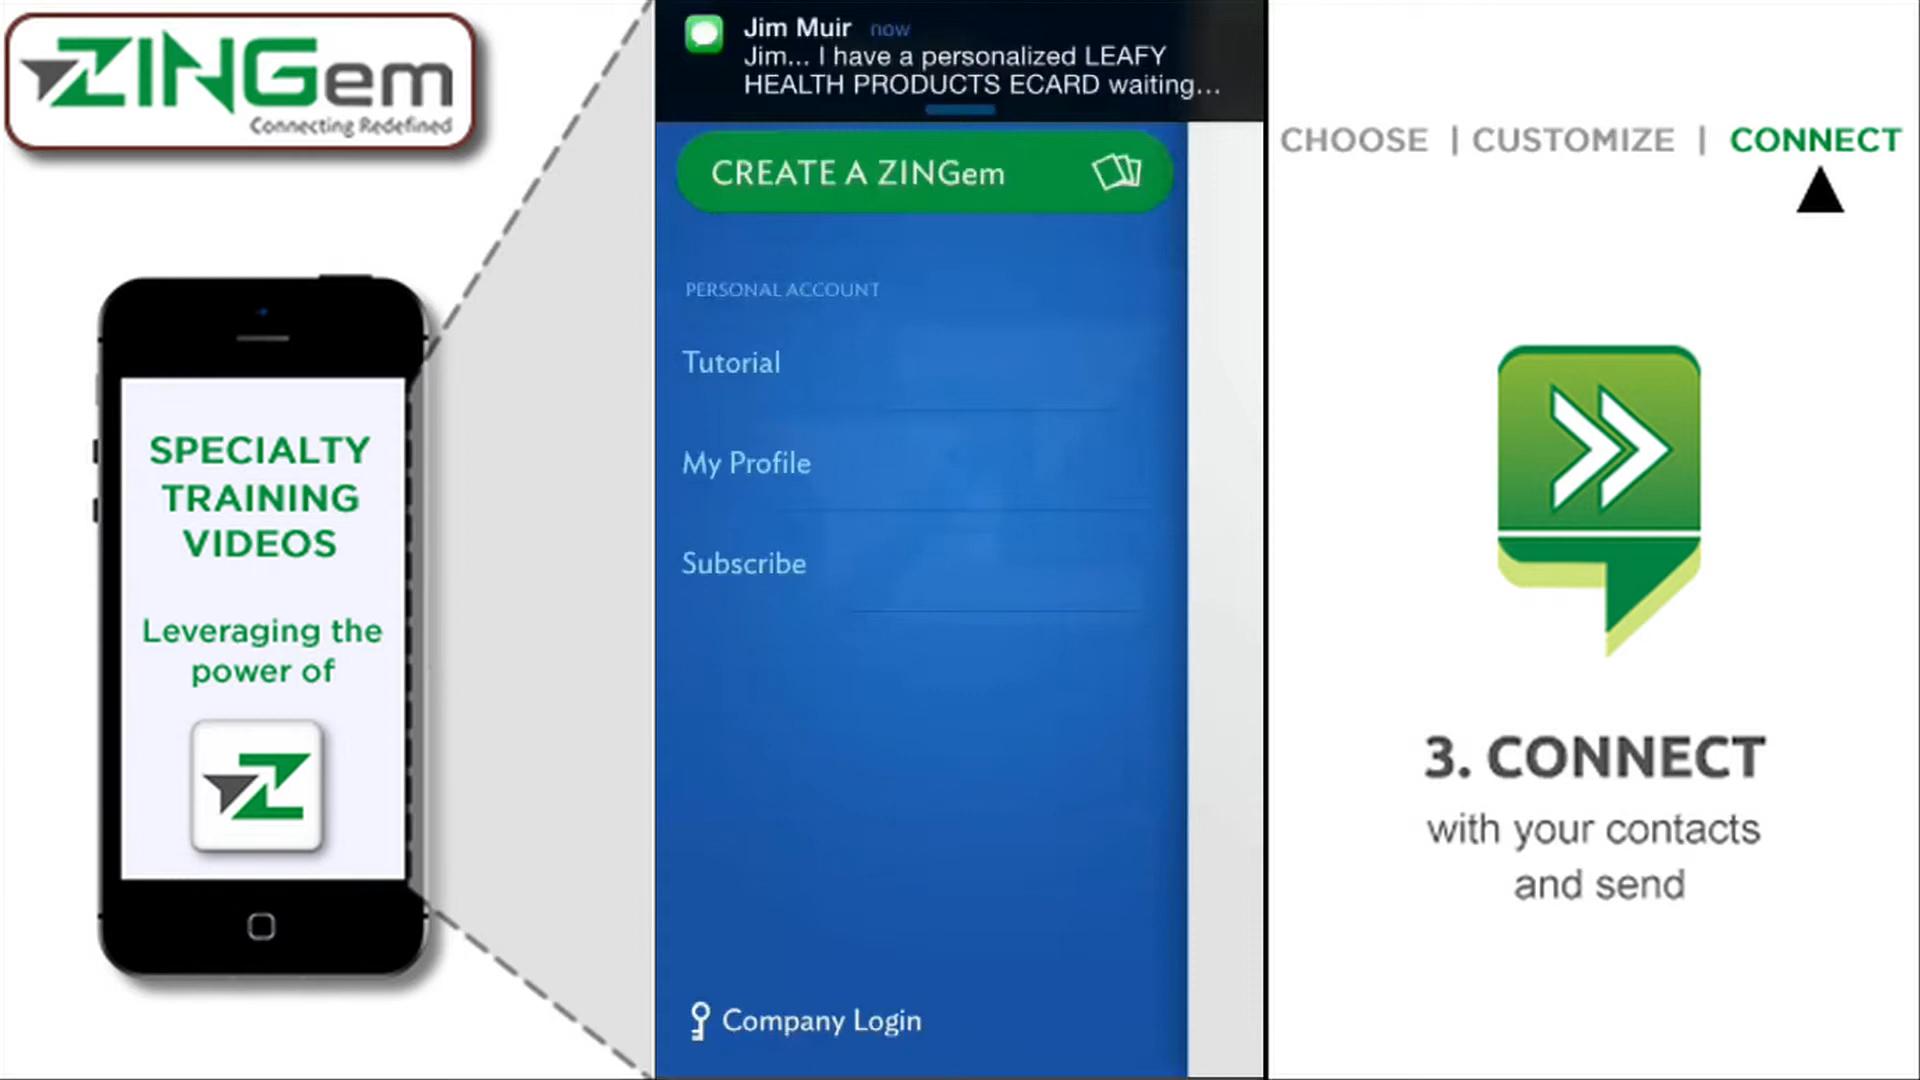 ZINGem
Connecting Redefined
SPECIALTY
TRAINING
VIDEOS
Leveraging the
power of
Jim Muir now
Jim... I have a personalized LEAFY
HEALTH PRODUCTS ECARD waiting...
CREATE A ZINGem
PERSONAL ACCOUNT
Tutorial
My Profile
Subscribe
Company Login
CHOOSE | CUSTOMIZE | CONNECT
3. CONNECT
with your contacts
and send